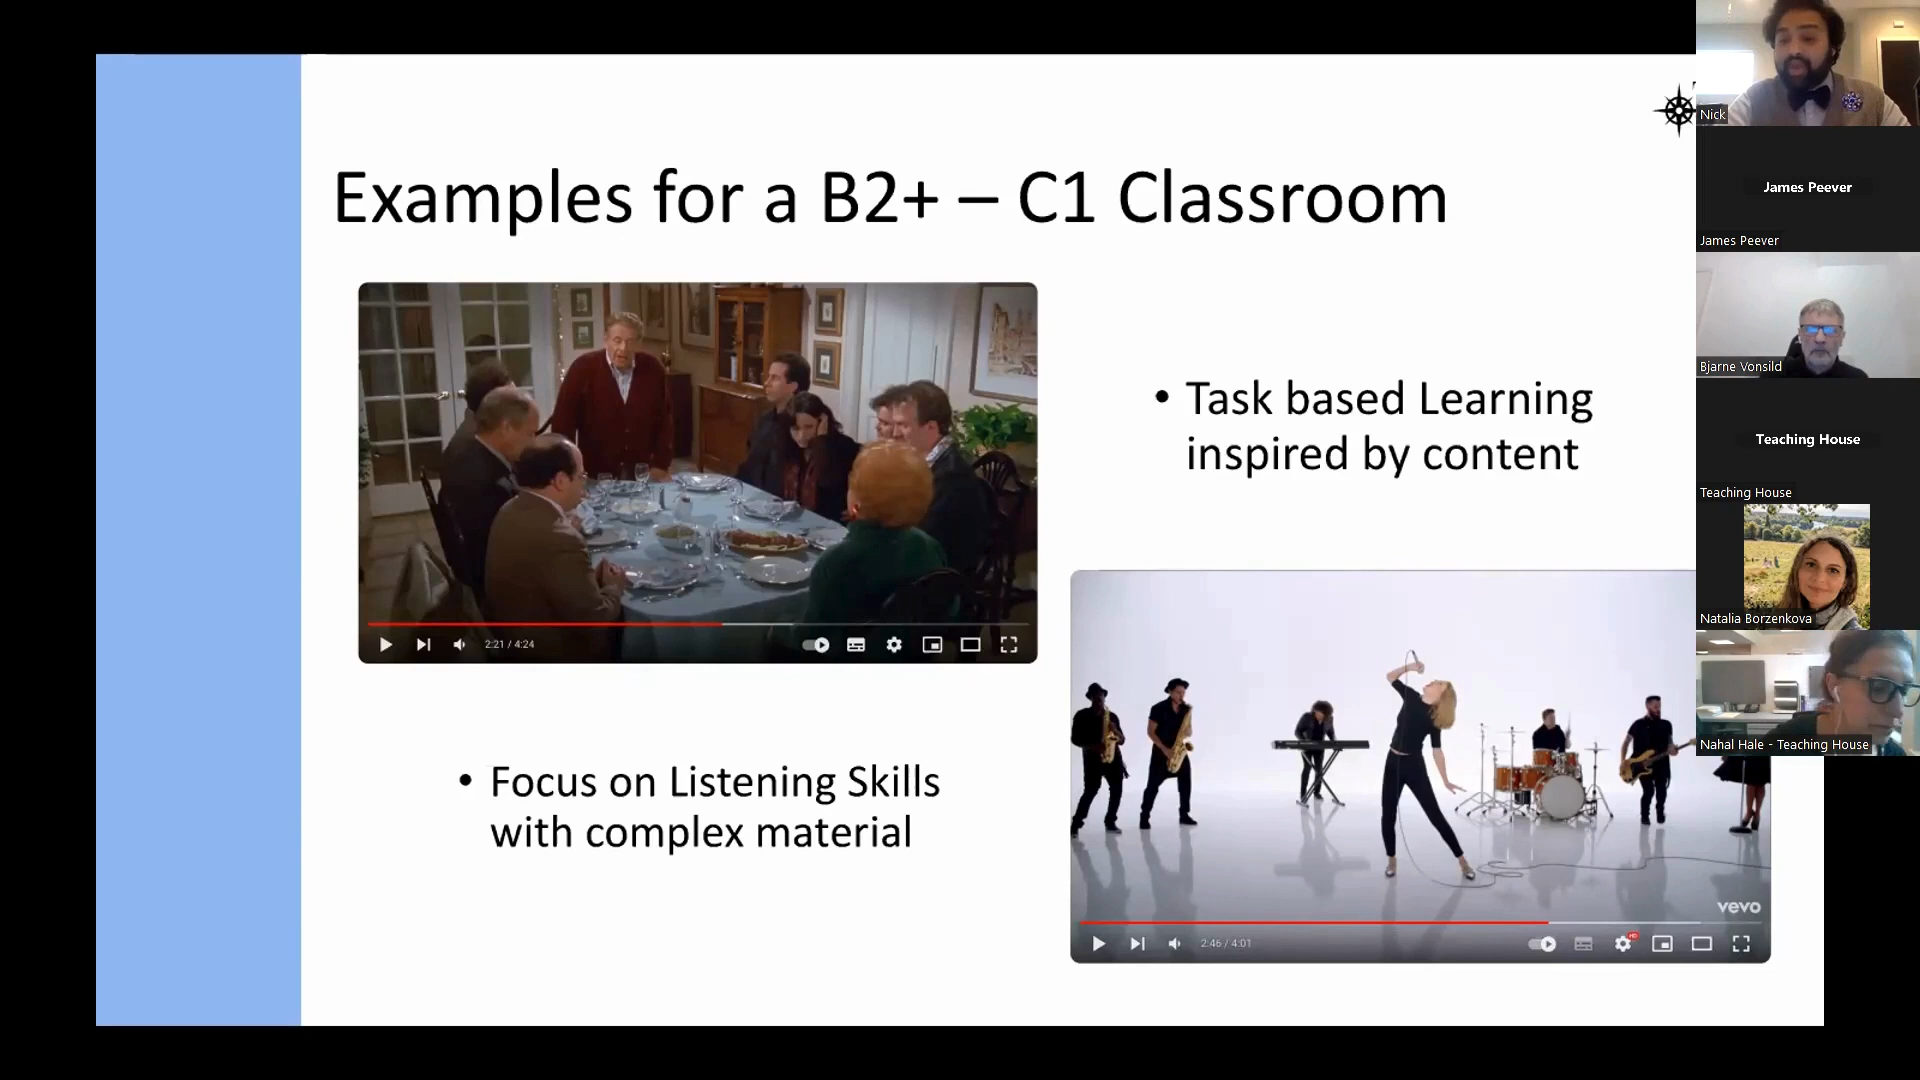 Examples for a B2+ – C1 Classroom
• Task based Learning
inspired by content
2:21 / 4:24
• Focus on Listening Skills
with complex material
vevo
HD
2:46 / 4:01
Nick
James Peever
James Peever
Bjarne Vonsild
Teaching House
Teaching House
Natalia Borzenkova
Nahal Hale - Teaching House